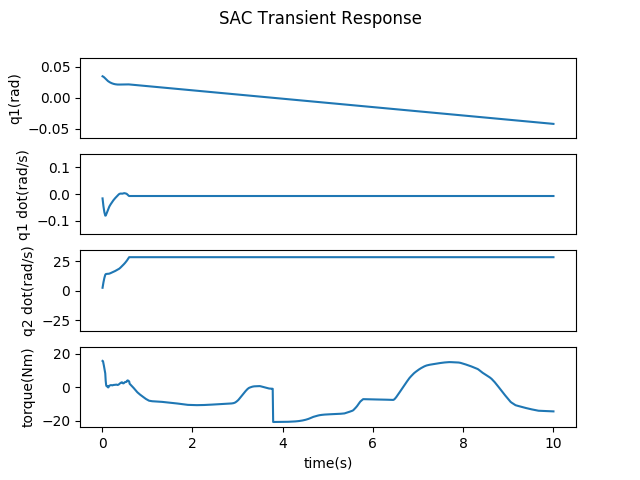 SAC Transient Response
q1(rad)
0.05
0.00
−0.05
q1 dot(rad/s)
0.1
0.0
−0.1
q2 dot(rad/s)
25
0
−25
torque(Nm)
20
0
−20
0 2 4 6 8 10
time(s)